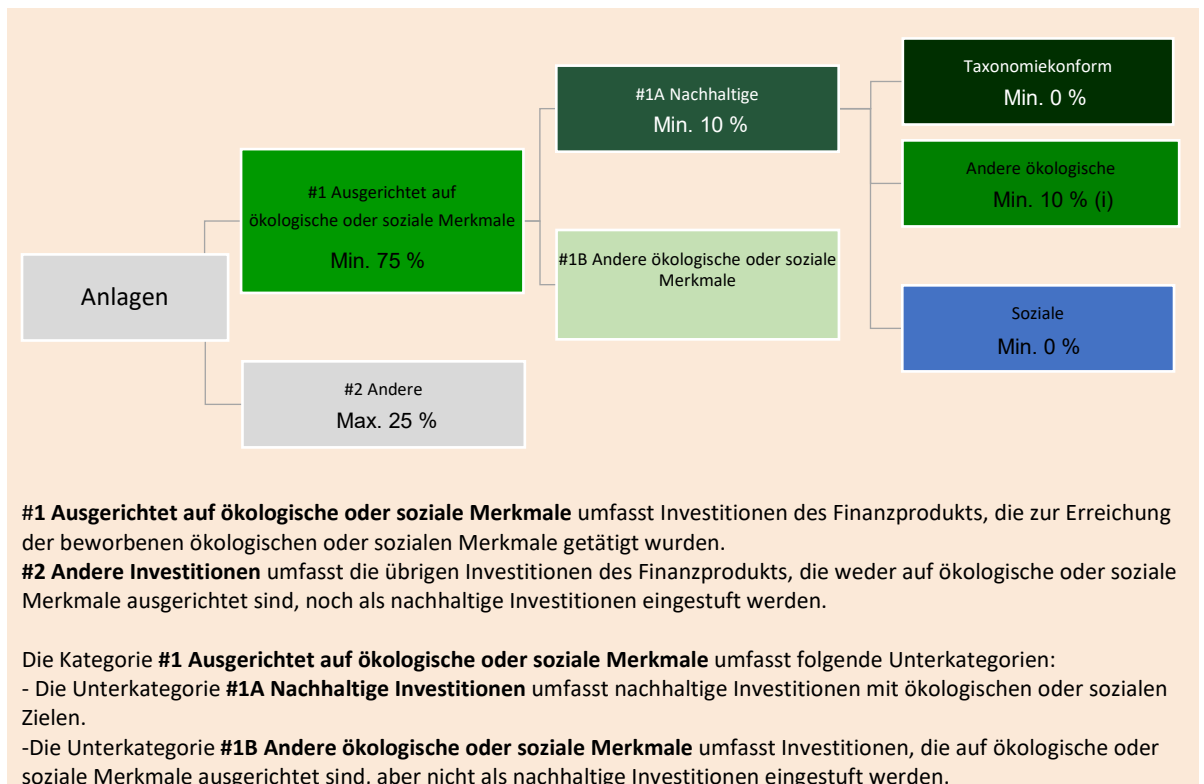 Anlagen
#1 Ausgerichtet auf
ökologische oder soziale Merkmale
Min. 75 %
#2 Andere
Max. 25 %
#1A Nachhaltige
Min. 10 %
#1B Andere ökologische oder soziale
Merkmale
Taxonomiekonform
Min. 0 %
Andere ökologische
Min. 10 % (i)
Soziale
Min. 0 %
#1 Ausgerichtet auf ökologische oder soziale Merkmale umfasst Investitionen des Finanzprodukts, die zur Erreichung
der beworbenen ökologischen oder sozialen Merkmale getätigt wurden.
#2 Andere Investitionen umfasst die übrigen Investitionen des Finanzprodukts, die weder auf ökologische oder soziale
Merkmale ausgerichtet sind, noch als nachhaltige Investitionen eingestuft werden.
Die Kategorie #1 Ausgerichtet auf ökologische oder soziale Merkmale umfasst folgende Unterkategorien:
- Die Unterkategorie #1A Nachhaltige Investitionen umfasst nachhaltige Investitionen mit ökologischen oder sozialen
Zielen.
-Die Unterkategorie #1B Andere ökologische oder soziale Merkmale umfasst Investitionen, die auf ökologische oder
soziale Merkmale ausgerichtet sind, aber nicht als nachhaltige Investitionen eingestuft werden.